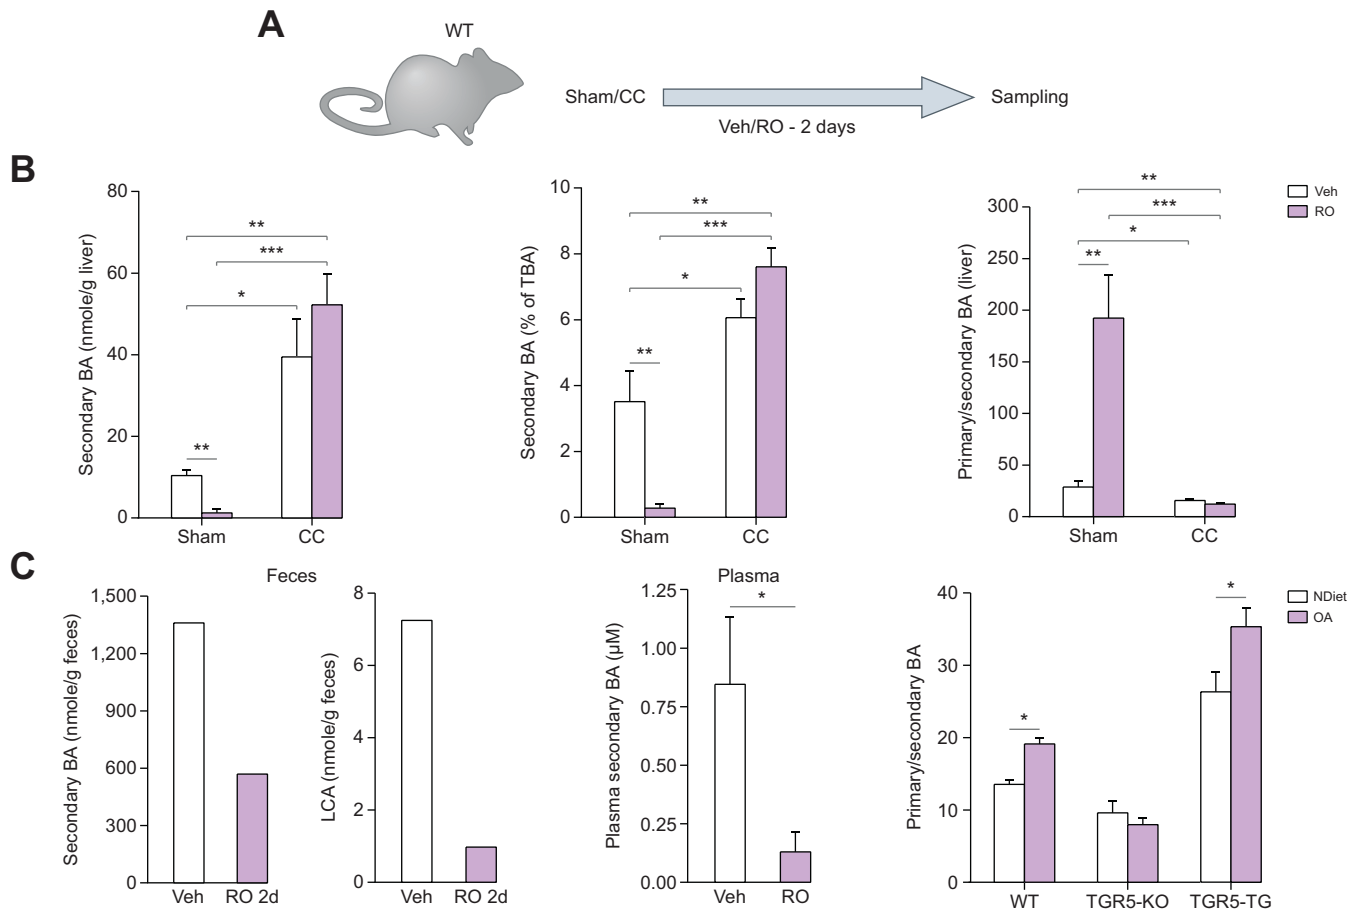 A
WT
Sham/CC
Veh/RO - 2 days
Sampling
B
Secondary BA (nmole/g liver)
80
60
40
20
0
**
***
*
**
Sham
CC
Secondary BA (% of TBA)
10
8
6
4
2
0
**
***
*
**
Sham
CC
Primary/secondary BA (liver)
300
250
200
150
100
50
0
**
***
*
**
Sham
CC
Veh
RO
C
Feces
Secondary BA (nmole/g feces)
1,500
1,200
900
600
300
0
Veh
RO 2d
LCA (nmole/g feces)
8
6
4
2
0
Veh
RO 2d
Plasma
Plasma secondary BA (µM)
1.25
1.00
0.75
0.50
0.25
0.00
*
Veh
RO
Primary/secondary BA
40
30
20
10
0
*
*
WT
TGR5-KO
TGR5-TG
NDiet
OA